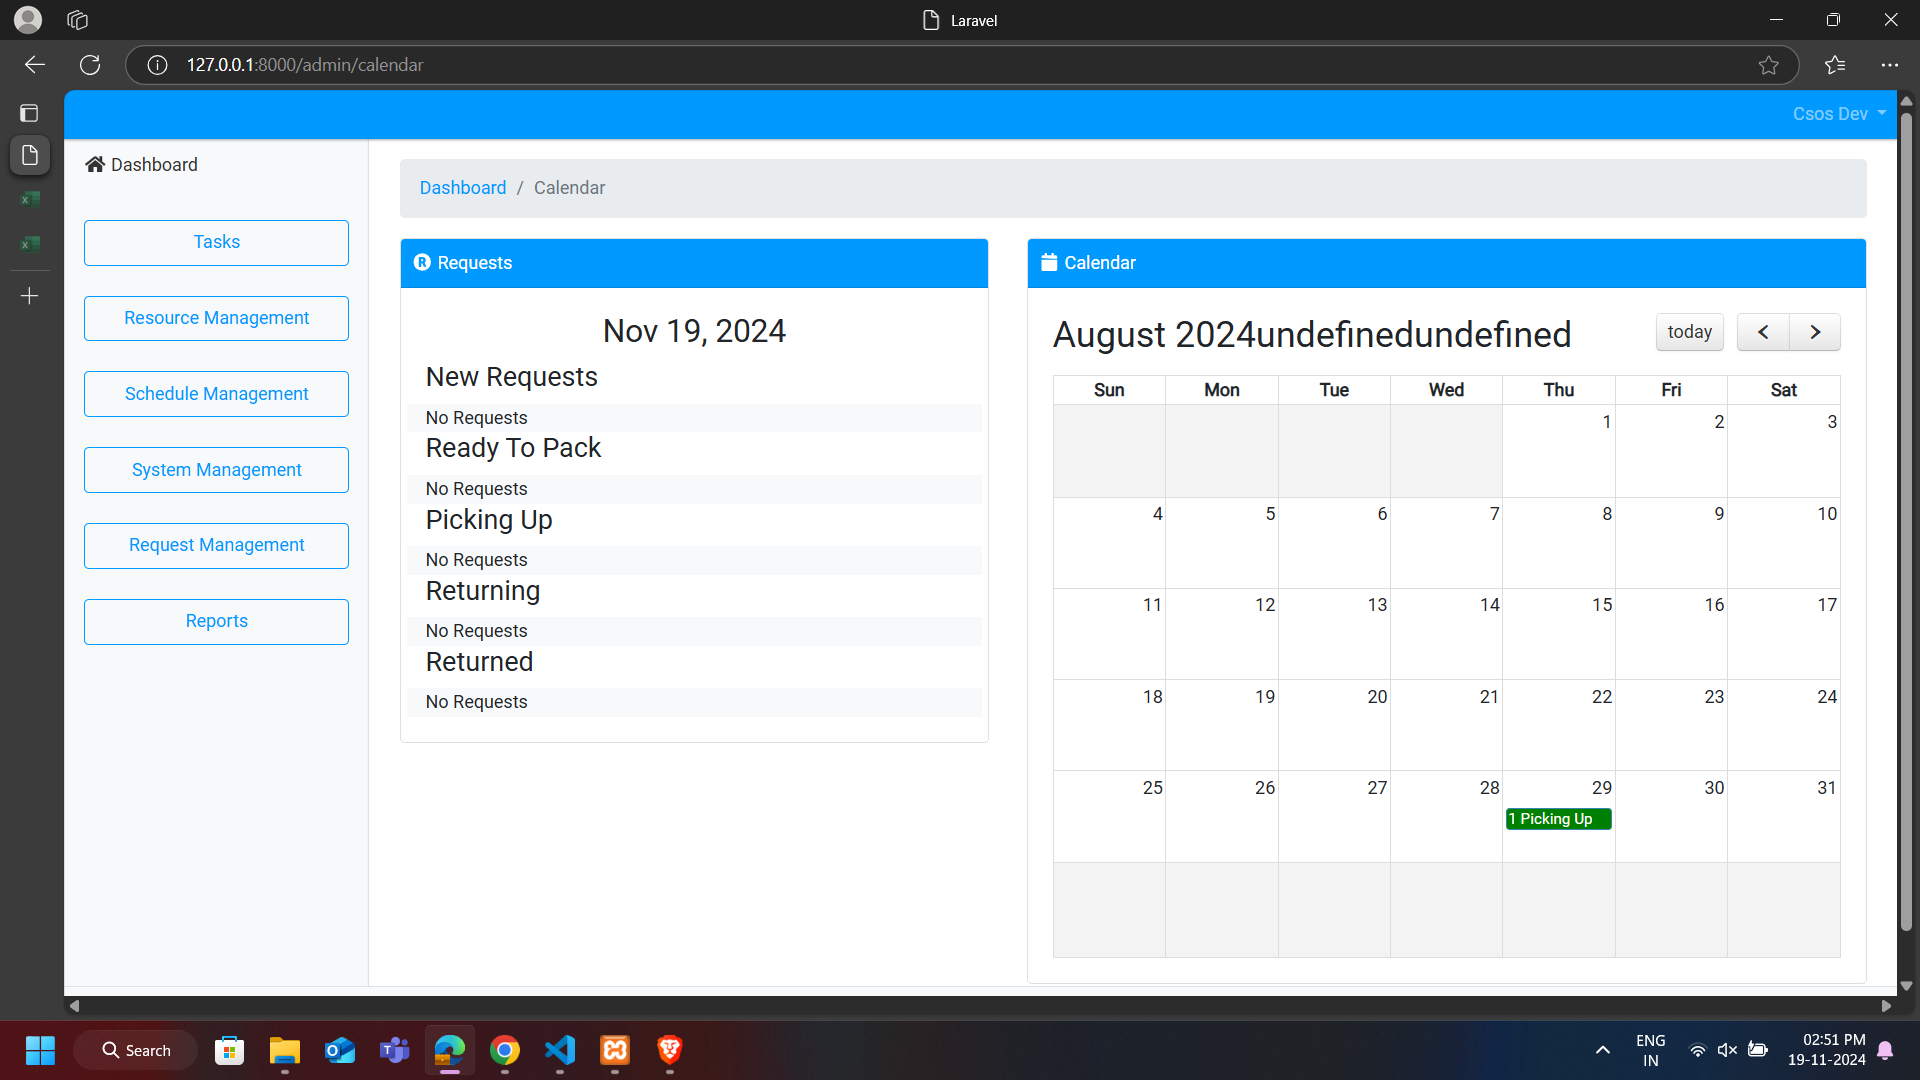 Laravel
127.0.0.1:8000/admin/calendar
Csos Dev
Dashboard
Tasks
Resource Management
Schedule Management
System Management
Request Management
Reports
Dashboard / Calendar
Requests
Nov 19, 2024
New Requests
No Requests
Ready To Pack
No Requests
Picking Up
No Requests
Returning
No Requests
Returned
No Requests
Calendar
August 2024undefinedundefined
today
Sun Mon Tue Wed Thu Fri Sat
1 2 3
4 5 6 7 8 9 10
11 12 13 14 15 16 17
18 19 20 21 22 23 24
25 26 27 28 29 30 31
1 Picking Up
Search
ENG
IN
02:51 PM
19-11-2024